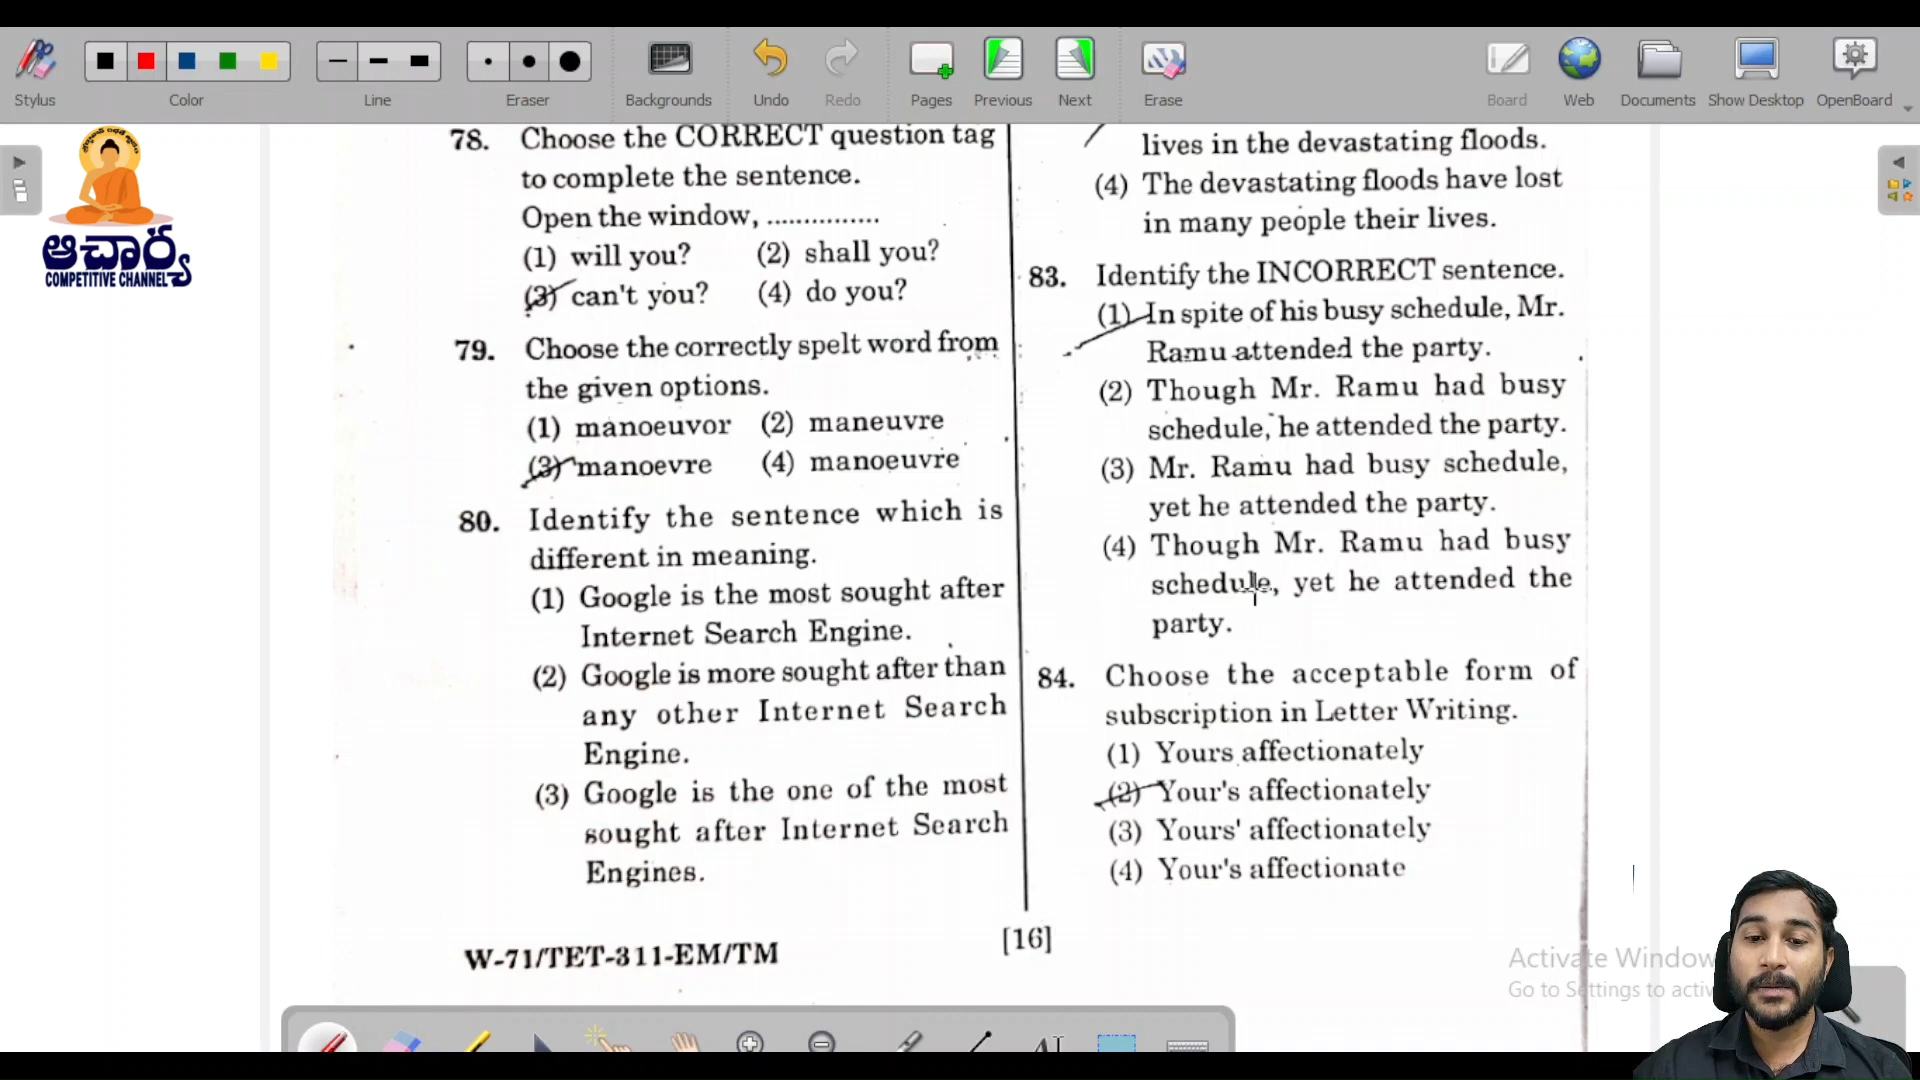 Stylus
Color
Line
Eraser
Backgrounds
Undo
Redo
Pages
Previous
Next
Erase
Board
Web
Documents
Show Desktop
OpenBoard
ఆచార్య
COMPETITIVE CHANNEL
78. Choose the CORRECT question tag
to complete the sentence.
Open the window, ...............
(1) will you? (2) shall you?
(3) can't you? (4) do you?
79. Choose the correctly spelt word from
the given options.
(1) manoeuvor (2) maneuvre
(3) manoevre (4) manoeuvre
80. Identify the sentence which is
different in meaning.
(1) Google is the most sought after
Internet Search Engine.
(2) Google is more sought after than
any other Internet Search
Engine.
(3) Google is the one of the most
sought after Internet Search
Engines.
W-71/TET-311-EM/TM
[16]
lives in the devastating floods.
(4) The devastating floods have lost
in many people their lives.
83. Identify the INCORRECT sentence.
(1) In spite of his busy schedule, Mr.
Ramu attended the party.
(2) Though Mr. Ramu had busy
schedule, he attended the party.
(3) Mr. Ramu had busy schedule,
yet he attended the party.
(4) Though Mr. Ramu had busy
schedule, yet he attended the
party.
84. Choose the acceptable form of
subscription in Letter Writing.
(1) Yours affectionately
(2) Your's affectionately
(3) Yours' affectionately
(4) Your's affectionate
Activate Window
Go to Settings to activ